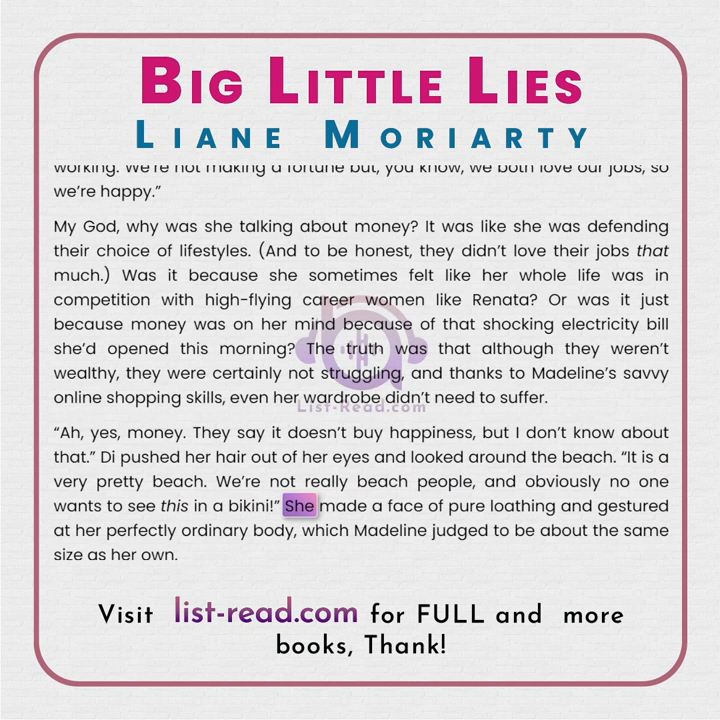 BIG LITTLE LIES
LIANE MORIARTY
working. We're not making a fortune but, you know, we both love our jobs, so
we're happy.”
My God, why was she talking about money? It was like she was defending
their choice of lifestyles. (And to be honest, they didn't love their jobs that
much.) Was it because she sometimes felt like her whole life was in
competition with high-flying career women like Renata? Or was it just
because money was on her mind because of that shocking electricity bill
she'd opened this morning? The truth was that although they weren't
wealthy, they were certainly not struggling, and thanks to Madeline's savvy
online shopping skills, even her wardrobe didn't need to suffer.
List-Read.com
“Ah, yes, money. They say it doesn't buy happiness, but I don't know about
that.” Di pushed her hair out of her eyes and looked around the beach. “It is a
very pretty beach. We're not really beach people, and obviously no one
wants to see this in a bikini!” She made a face of pure loathing and gestured
at her perfectly ordinary body, which Madeline judged to be about the same
size as her own.
Visit list-read.com for FULL and more
books, Thank!